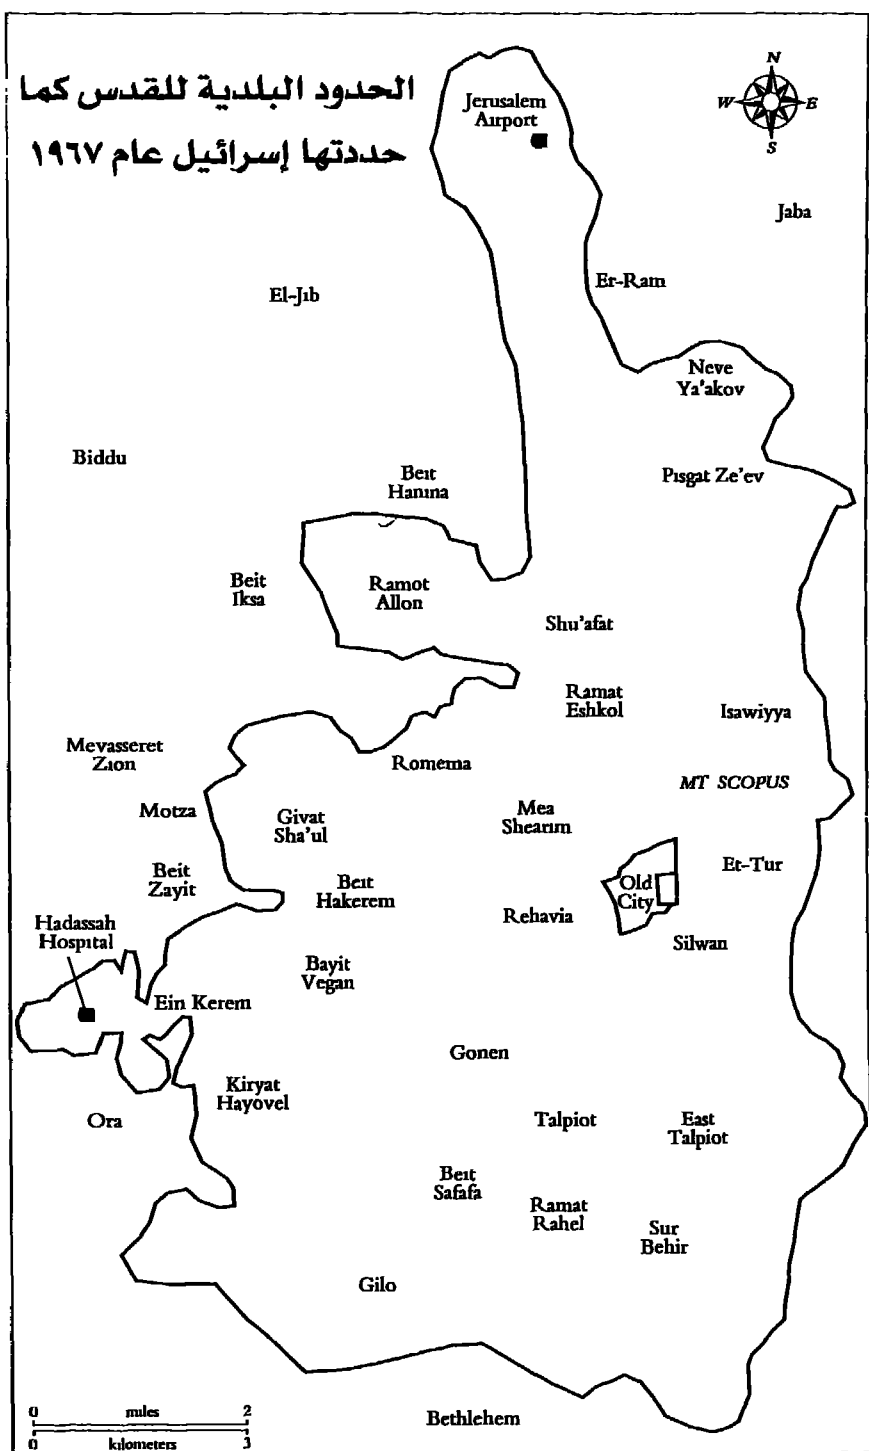 الحدود البلدية للقدس كما
حددتها إسرائيل عام ١٩٦٧
N
W
E
S
Jerusalem
Airport
Jaba
Er-Ram
El-Jib
Neve
Ya'akov
Biddu
Beit
Hanina
Pisgat Ze'ev
Beit
Iksa
Ramot
Allon
Shu'afat
Ramat
Eshkol
Isawiyya
Mevasseret
Zion
Romema
MT SCOPUS
Motza
Givat
Sha'ul
Mea
Shearim
Beit
Zayit
Beit
Hakerem
Old
City
Et-Tur
Rehavia
Hadassah
Hospital
Silwan
Bayit
Vegan
Ein Kerem
Gonen
Kiryat
Hayovel
Ora
Talpiot
East
Talpiot
Beit
Safafa
Ramat
Rahel
Sur
Behir
Gilo
Bethlehem
0 miles 2
0 kilometers 3